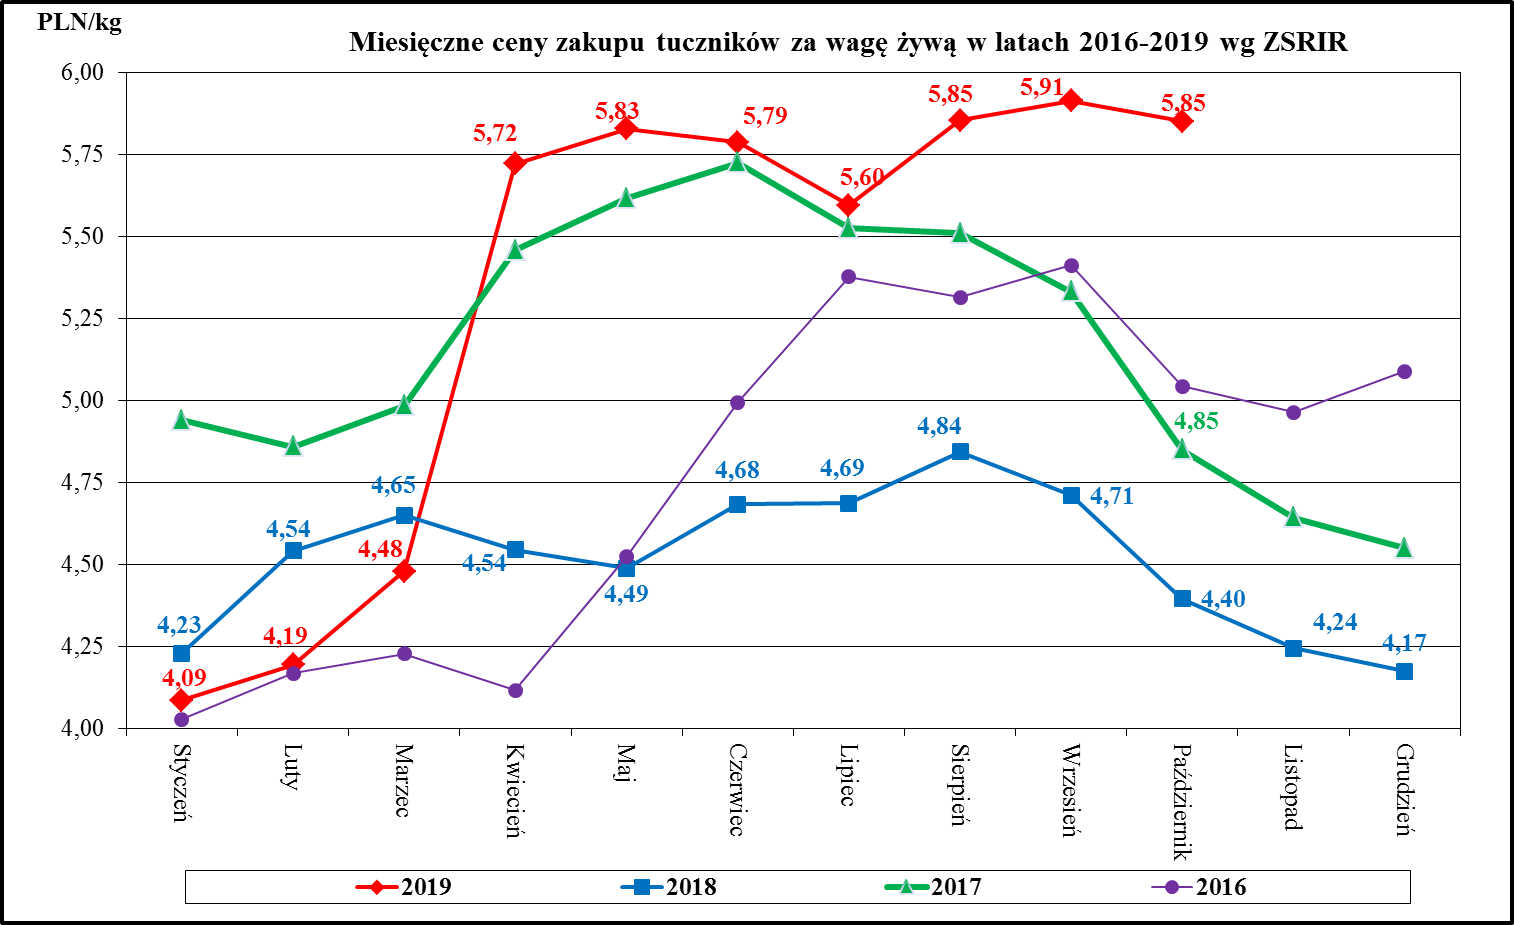 PLN/kg
Miesięczne ceny zakupu tuczników za wagę żywą w latach 2016-2019 wg ZSRIR
6,00
5,75
5,50
5,25
5,00
4,75
4,50
4,25
4,00
4,09
4,19
4,48
5,72
5,83
5,79
5,60
5,85
5,91
5,85
4,23
4,54
4,65
4,54
4,49
4,68
4,69
4,84
4,71
4,40
4,24
4,17
4,85
Styczeń
Luty
Marzec
Kwiecień
Maj
Czerwiec
Lipiec
Sierpień
Wrzesień
Październik
Listopad
Grudzień
2019 2018 2017 2016